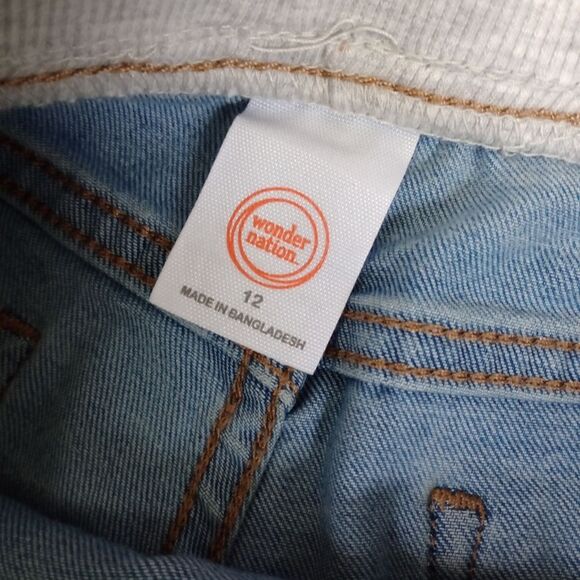 wonder
nation.
12
MADE IN BANGLADESH